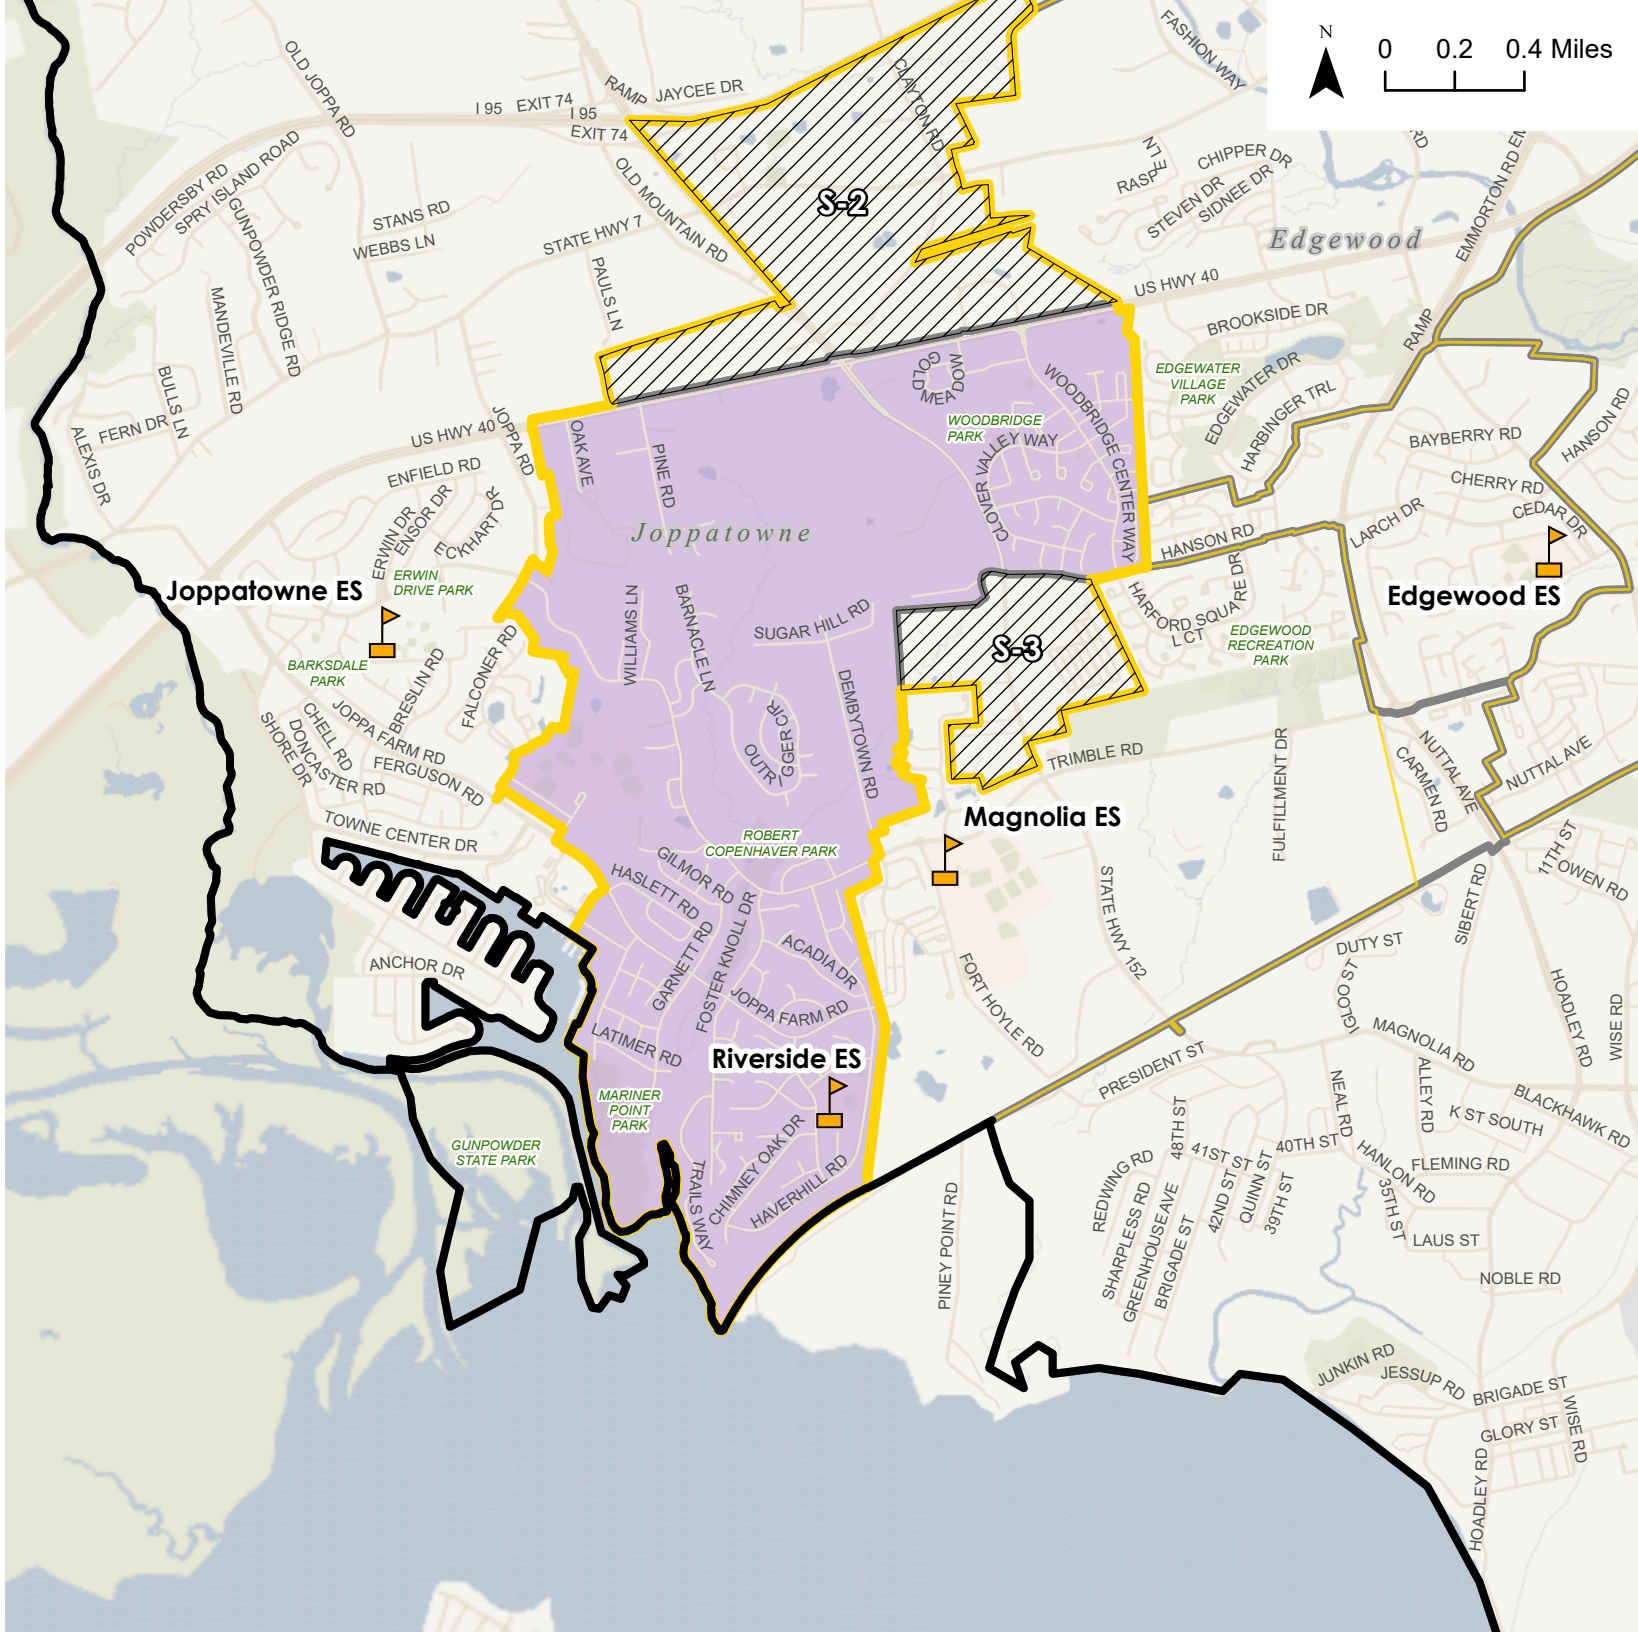 N
0 0.2 0.4 Miles
FASHION WAY
OLD JOPPA RD
RAMP
JAYCEE DR
I 95 EXIT 74
I 95
EXIT 74
CLAYTON RD
POWDERSBY RD
SPRY ISLAND ROAD
GUNPOWDER RIDGE RD
OLD MOUNTAIN RD
STANS RD
WEBBS LN
STATE HWY 7
PAULS LN
MANDEVILLE RD
S-2
RASP
E LN
CHIPPER DR
STEVEN DR
SIDNEE DR
RD
EMMORTON RD
EM
Edgewood
US HWY 40
BROOKSIDE DR
RAMP
EDGEWATER
VILLAGE
PARK
EDGEWATER DR
HARBINGER TRL
HANSON RD
BAYBERRY RD
CHERRY RD
CEDAR DR
LARCH DR
HANSON RD
Edgewood ES
BULLS LN
FERN DR
ALEXIS DR
US HWY 40
JOPPA RD
ENFIELD RD
ERWIN DR
ENSOR DR
ECKHART DR
OAK AVE
PINE RD
GOLD
MEADOW
WOODBRIDGE
PARK
WOODBRIDGE CENTER WAY
CLOVER VALLEY WAY
Joppatowne
Joppatowne ES
ERWIN
DRIVE PARK
BARKSDALE
PARK
WILLIAMS LN
BARNACLE LN
SUGAR HILL RD
DEMBYTOWN RD
S-3
HARFORD SQUARE DR
L CT
EDGEWOOD
RECREATION
PARK
FALCONER RD
BRESLIN RD
JOPPA FARM RD
CHELL RD
DONCASTER RD
SHORE DR
FERGUSON RD
TOWNE CENTER DR
OUTRIGGER CIR
TRIMBLE RD
FULFILLMENT DR
NUTTAL AVE
CARMEN RD
NUTTAL AVE
Magnolia ES
ROBERT
COPENHAVER PARK
GILMOR RD
HASLETT RD
GARNETT RD
FOSTER KNOLL DR
ACADIA DR
JOPPA FARM RD
LATIMER RD
ANCHOR DR
STATE HWY 152
FORT HOYLE RD
11TH ST
OWEN RD
SIBERT RD
DUTY ST
IGLOO ST
HOADLEY RD
WISE RD
Riverside ES
MARINER
POINT
PARK
GUNPOWDER
STATE PARK
TRAILS WAY
CHIMNEY OAK DR
HAVERHILL RD
PRESIDENT ST
MAGNOLIA RD
NEAL RD
ALLEY RD
K ST SOUTH
BLACKHAWK RD
48TH ST
41ST ST
40TH ST
HANLON RD
FLEMING RD
REDWING RD
SHARPLESS RD
GREENHOUSE AVE
BRIGADE ST
42ND ST
QUINN ST
39TH ST
35TH ST
LAUS ST
PINEY POINT RD
NOBLE RD
JUNKIN RD
JESSUP RD
BRIGADE ST
GLORY ST
WISE RD
HOADLEY RD